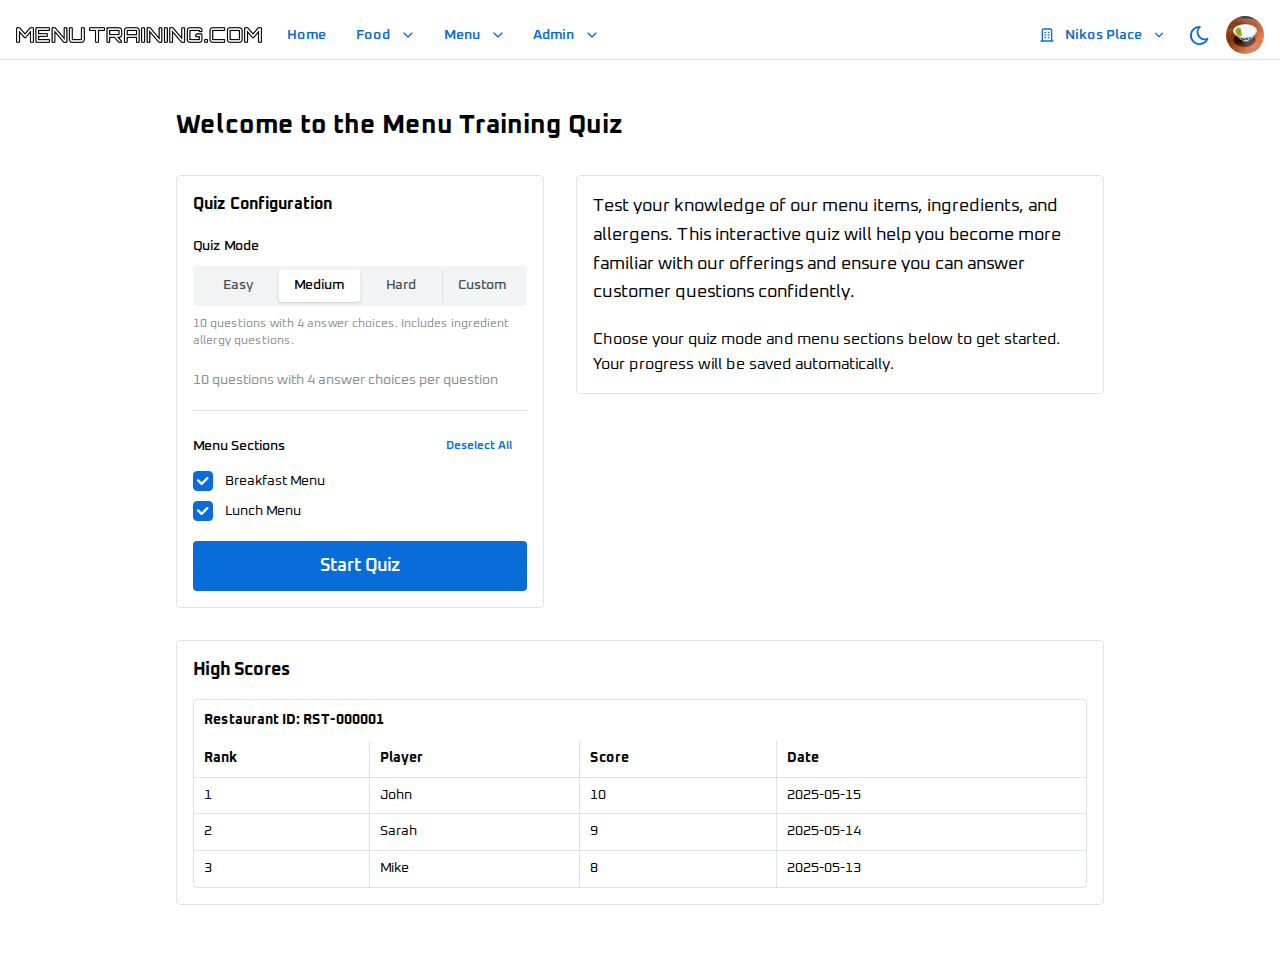 MENUTRAINING.COM
Home
Food
Menu
Admin
Nikos Place
Welcome to the Menu Training Quiz
Quiz Configuration
Quiz Mode
Easy
Medium
Hard
Custom
10 questions with 4 answer choices. Includes ingredient
allergy questions.
10 questions with 4 answer choices per question
Menu Sections
Deselect All
Breakfast Menu
Lunch Menu
Start Quiz
Test your knowledge of our menu items, ingredients, and
allergens. This interactive quiz will help you become more
familiar with our offerings and ensure you can answer
customer questions confidently.
Choose your quiz mode and menu sections below to get started.
Your progress will be saved automatically.
High Scores
Restaurant ID: RST-000001
Rank Player Score Date
1 John 10 2025-05-15
2 Sarah 9 2025-05-14
3 Mike 8 2025-05-13